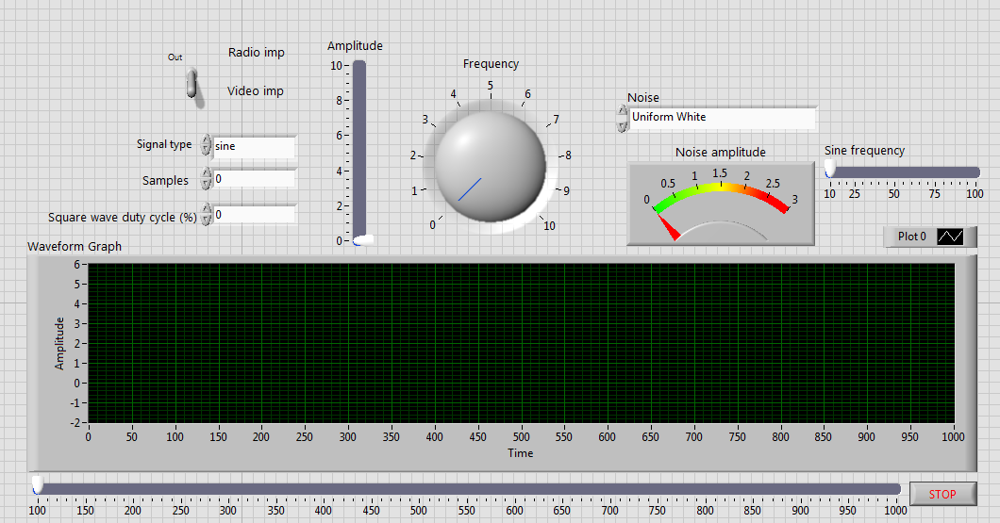 Out
Radio imp
Video imp
Signal type sine
Samples 0
Square wave duty cycle (%) 0
Amplitude
10
8
6
4
2
0
Frequency
0 1 2 3 4 5 6 7 8 9 10
Noise
Uniform White
Noise amplitude
0 0.5 1 1.5 2 2.5 3
Sine frequency
10 25 50 75 100
Plot 0
Waveform Graph
Amplitude
6
5
4
3
2
1
0
-1
-2
0 50 100 150 200 250 300 350 400 450 500 550 600 650 700 750 800 850 900 950 1000
Time
100 150 200 250 300 350 400 450 500 550 600 650 700 750 800 850 900 950 1000
STOP